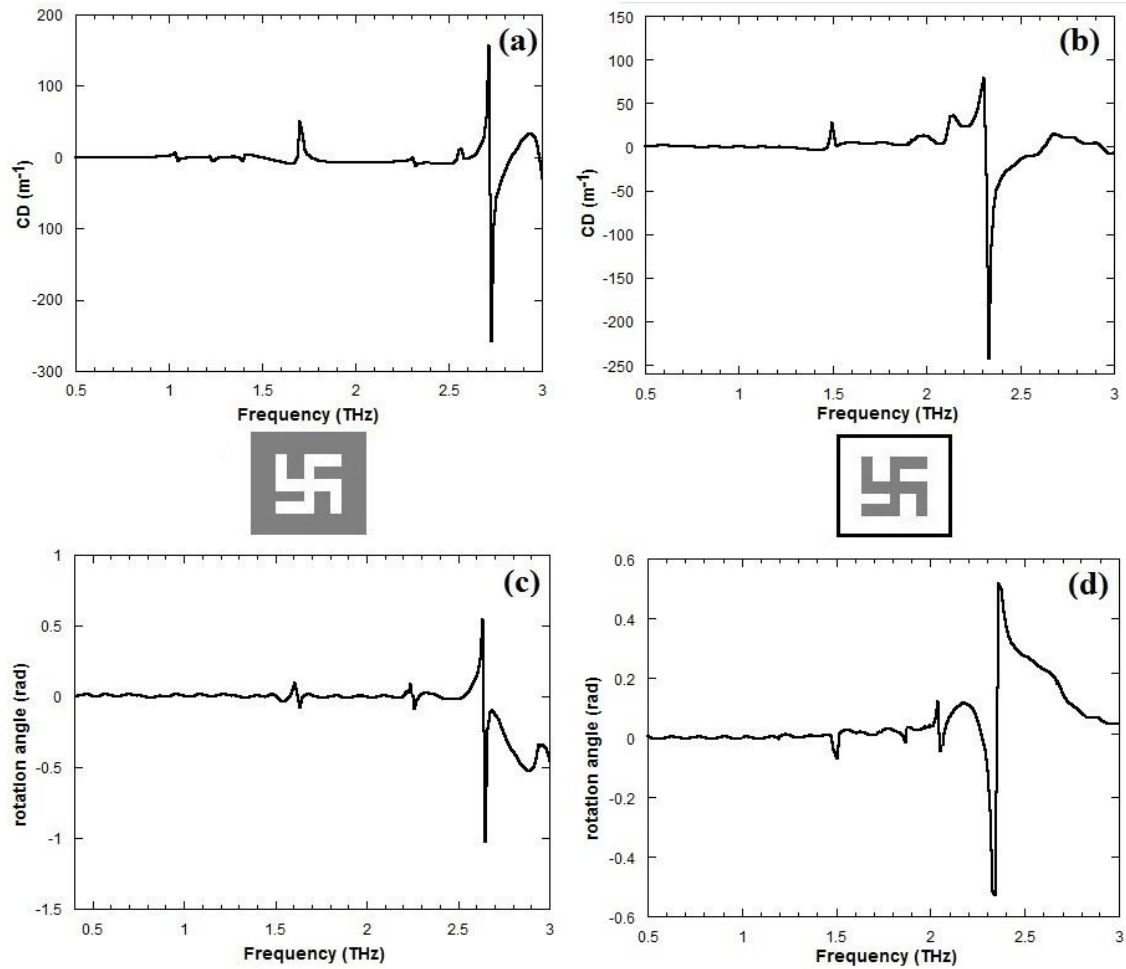 (a)
CD (m-1)
200
100
0
100
-200
-300
0.5 1 1.5 2 2.5 3
Frequency (THz)
(b)
CD (m-1)
150
100
50
0
-50
-100
-150
-200
-250
0.5 1 1.5 2 2.5 3
Frequency (THz)
(c)
rotation angle (rad)
1
0.5
0
-0.5
-1
-1.5
0.5 1 1.5 2 2.5 3
Frequency (THz)
(d)
rotation angle (rad)
0.6
0.4
0.2
0
-0.2
-0.4
-0.6
0.5 1 1.5 2 2.5 3
Frequency (THz)